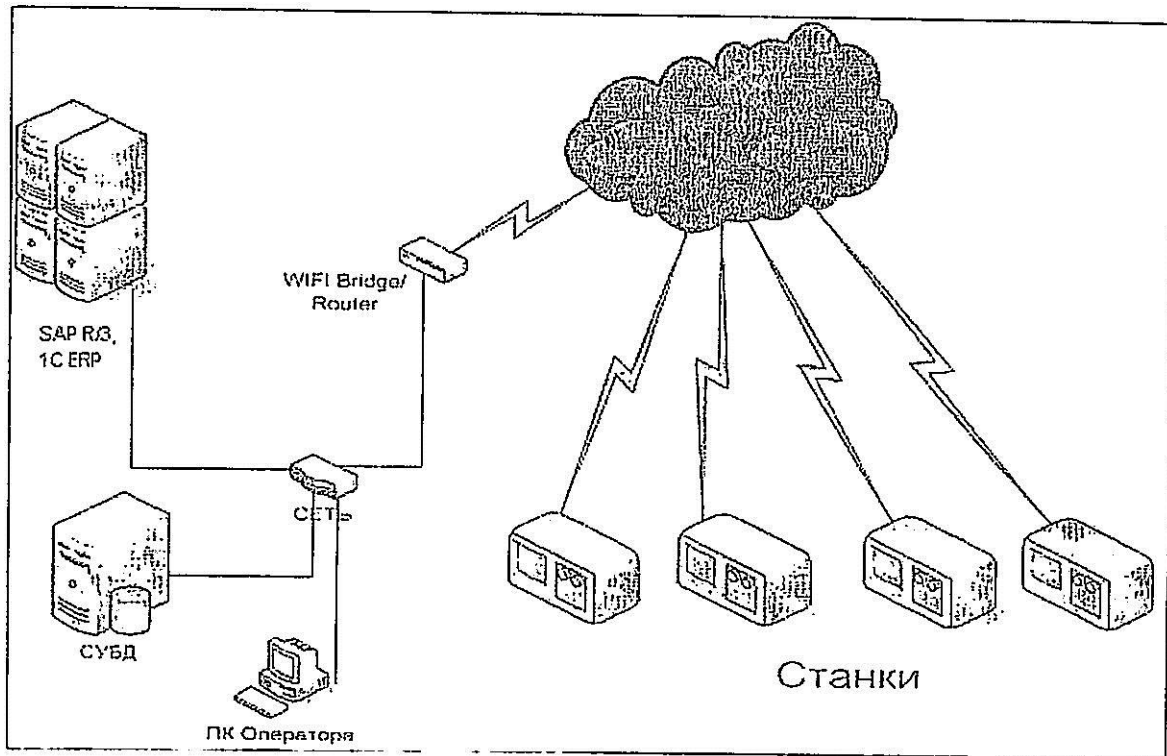 WIFI Bridge/
Router
SAP R/3,
1C ERP
СЕТЬ
СУБД
ПК Оператора
Станки